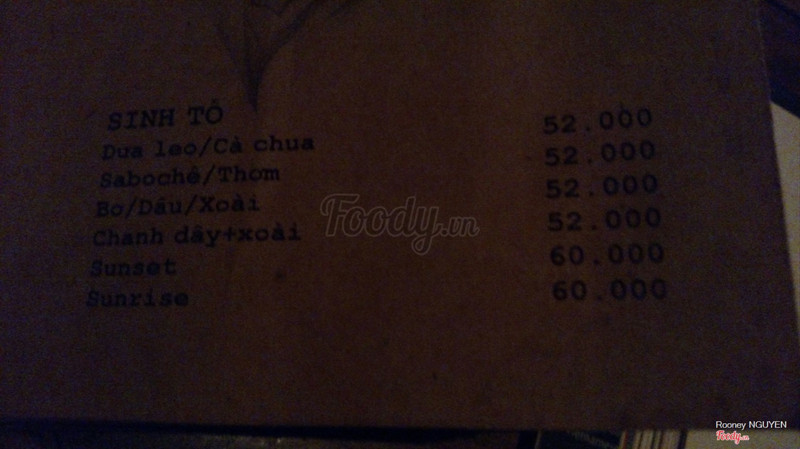 SINH TỐ
Dưa leo/Cà chua 52.000
Sabochê/Thơm 52.000
Bơ/Dâu/Xoài 52.000
Chanh dây+xoài 52.000
Sunset 60.000
Sunrise 60.000
Foody.vn
Rooney NGUYEN
Foody.vn